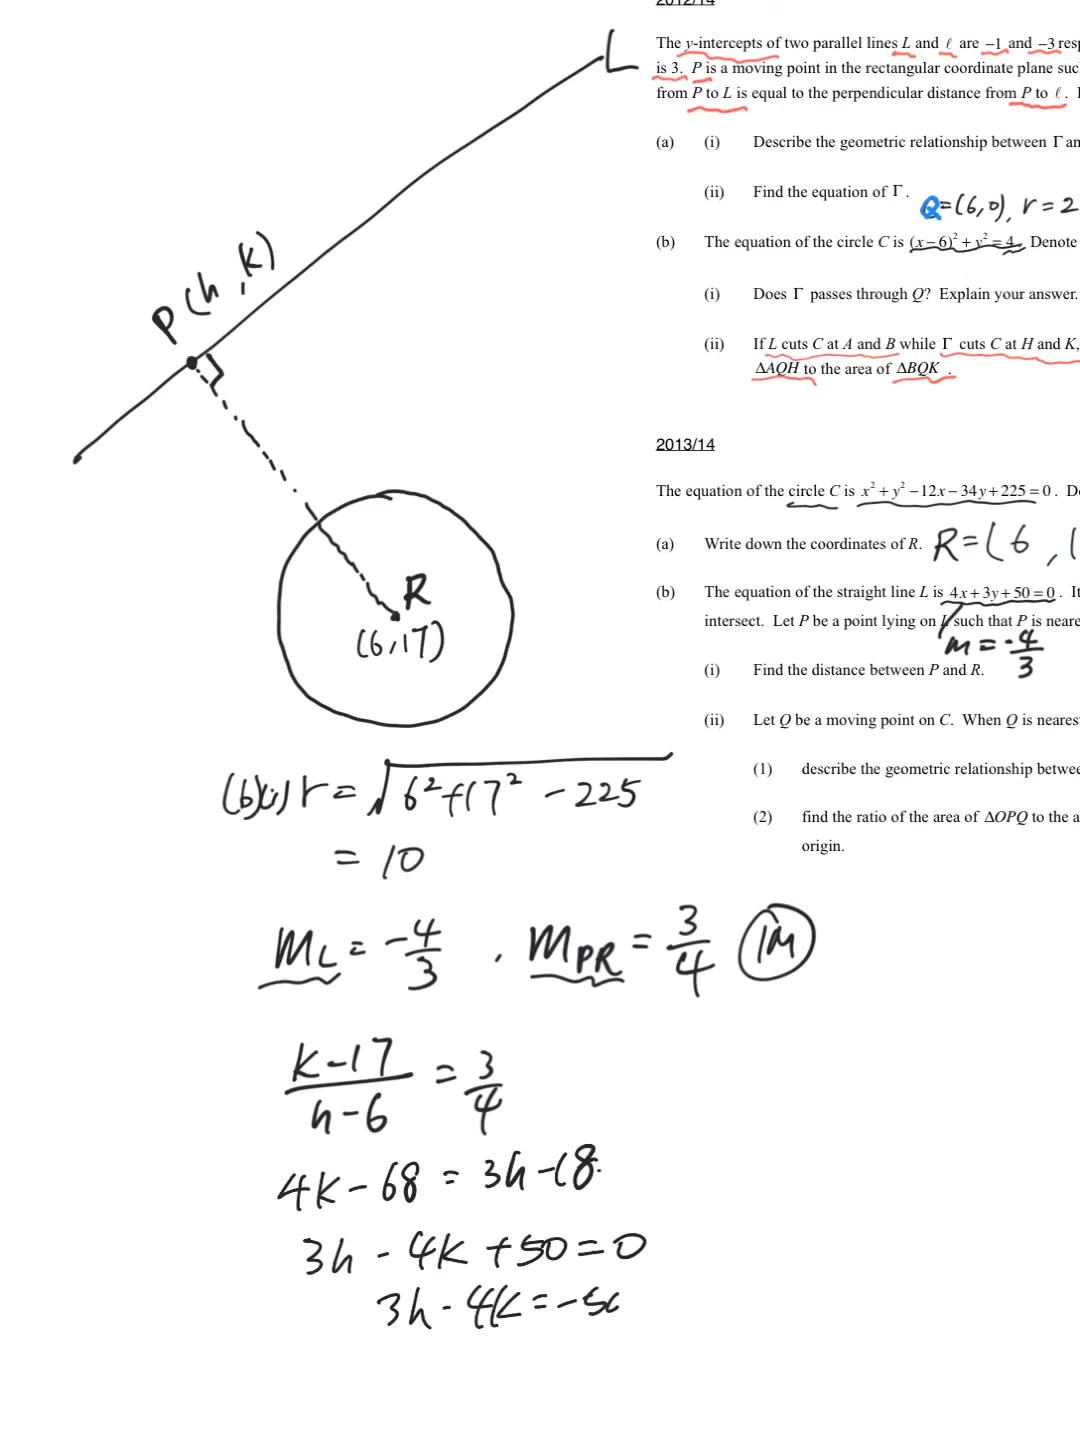 2012/14
The y-intercepts of two parallel lines L and ℓ are −1 and −3
is 3. P is a moving point in the rectangular coordinate plane
from P to L is equal to the perpendicular distance from P to ℓ.
(a) (i) Describe the geometric relationship between Γ
(ii) Find the equation of Γ.
Q=(6,0), r=2
(b) The equation of the circle C is (x−6)²+y²=4. Denote
(i) Does Γ passes through Q? Explain your answer.
(ii) If L cuts C at A and B while Γ cuts C at H and K,
ΔAQH to the area of ΔBQK.
2013/14
The equation of the circle C is x²+y²−12x−34y+225=0.
(a) Write down the coordinates of R. R=(6,
(b) The equation of the straight line L is 4x+3y+50=0.
intersect. Let P be a point lying on L such that P is
m=-4/3
(i) Find the distance between P and R.
(ii) Let Q be a moving point on C. When Q is
(1) describe the geometric relationship
(2) find the ratio of the area of ΔOPQ to the
origin.
L
P(h,k)
R
(6,17)
(b)(i) r=√6²+17²-225
=10
mL=-4/3, mPR=3/4 1M
k-17/h-6=3/4
4k-68=3h-18
3h-4k+50=0
3h-4k=-50